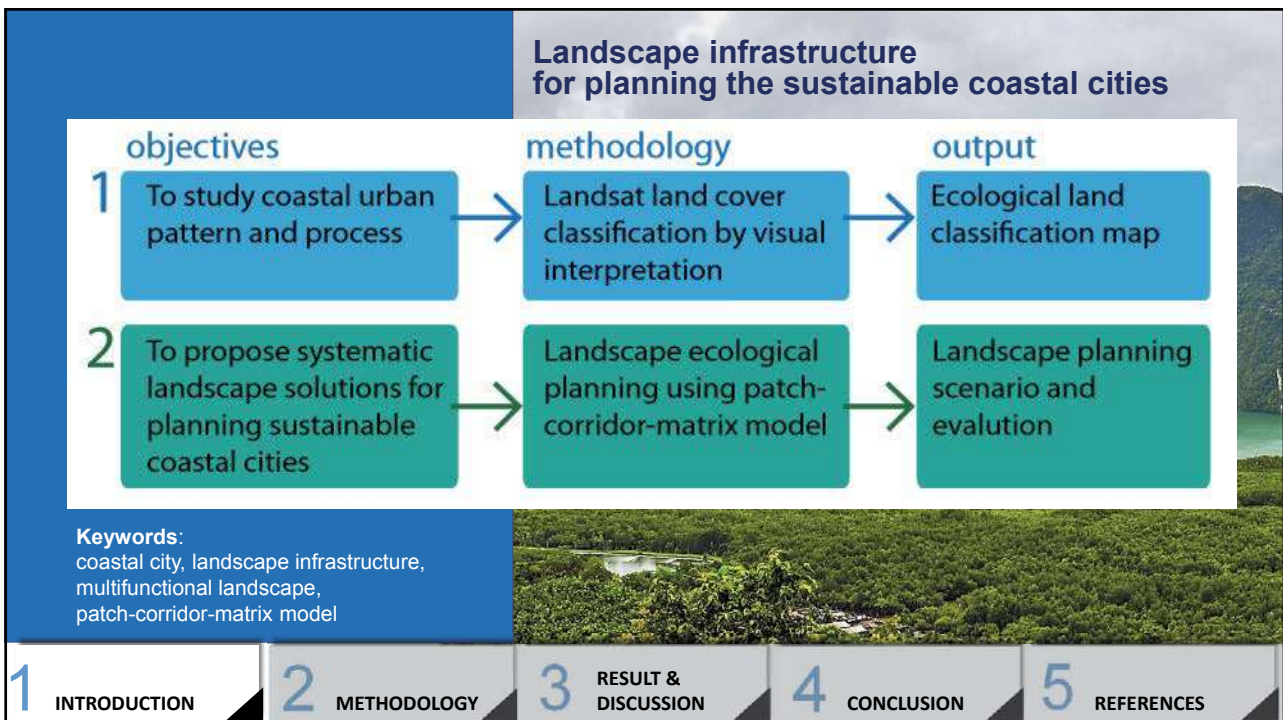 Landscape infrastructure
for planning the sustainable coastal cities
objectives
methodology
output
1
To study coastal urban
pattern and process
Landsat land cover
classification by visual
interpretation
Ecological land
classification map
2
To propose systematic
landscape solutions for
planning sustainable
coastal cities
Landscape ecological
planning using patch-
corridor-matrix model
Landscape planning
scenario and
evalution
Keywords:
coastal city, landscape infrastructure,
multifunctional landscape,
patch-corridor-matrix model
1 INTRODUCTION
2 METHODOLOGY
3 RESULT &
DISCUSSION
4 CONCLUSION
5 REFERENCES